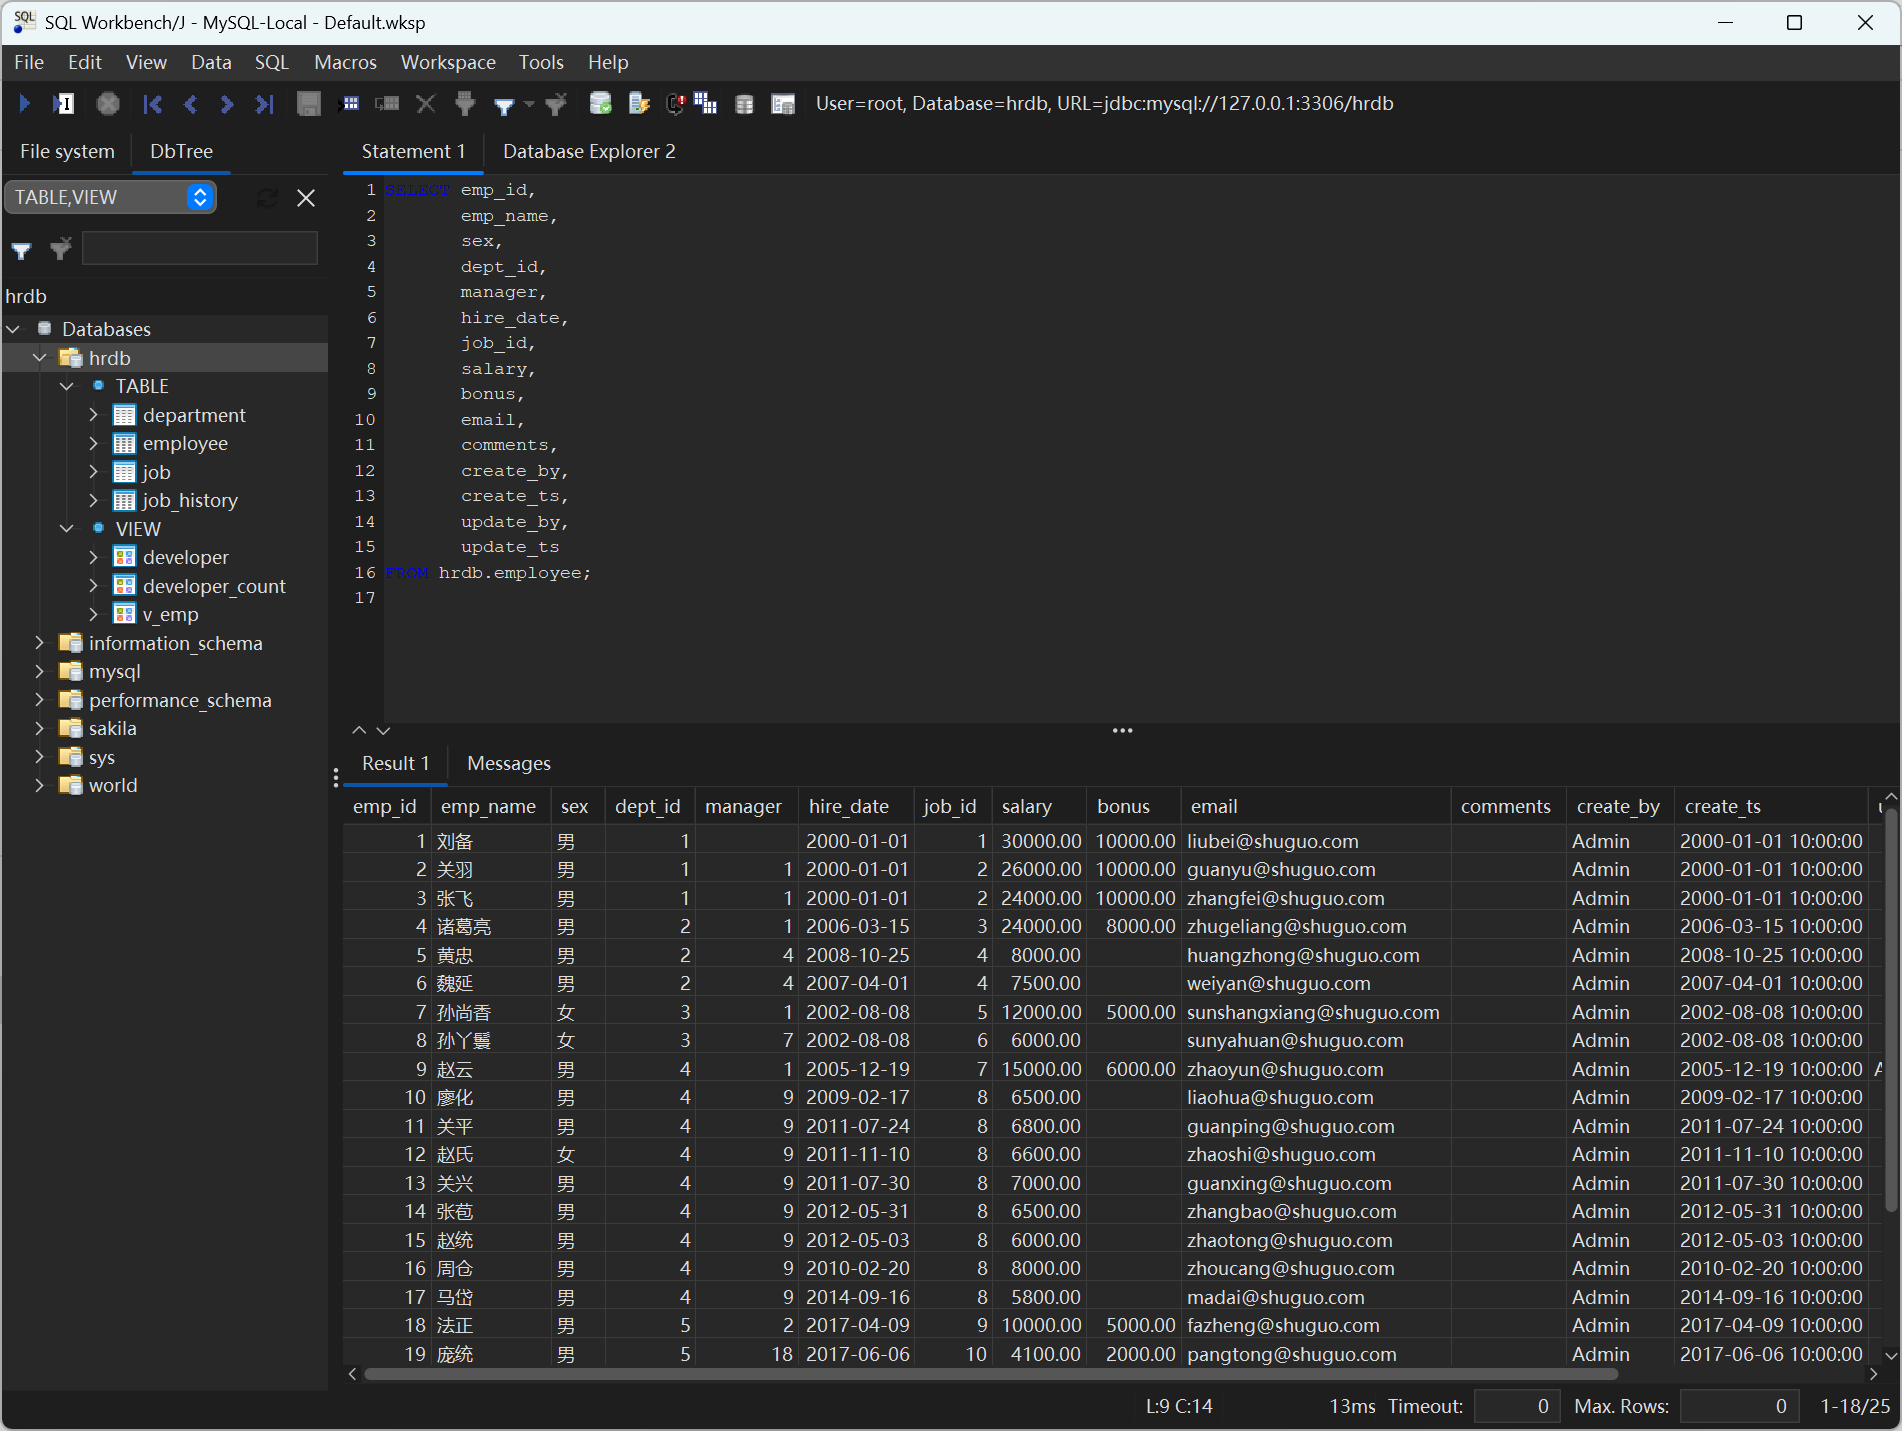 SQL Workbench/J - MySQL-Local - Default.wksp
File Edit View Data SQL Macros Workspace Tools Help
User=root, Database=hrdb, URL=jdbc:mysql://127.0.0.1:3306/hrdb
File system DbTree
Statement 1 Database Explorer 2
TABLE,VIEW
hrdb
Databases
hrdb
TABLE
department
employee
job
job_history
VIEW
developer
developer_count
v_emp
information_schema
mysql
performance_schema
sakila
sys
world
1 SELECT emp_id,
2 emp_name,
3 sex,
4 dept_id,
5 manager,
6 hire_date,
7 job_id,
8 salary,
9 bonus,
10 email,
11 comments,
12 create_by,
13 create_ts,
14 update_by,
15 update_ts
16 FROM hrdb.employee;
17
Result 1 Messages
emp_id emp_name sex dept_id manager hire_date job_id salary bonus email comments create_by create_ts
1 刘备 男 1 2000-01-01 1 30000.00 10000.00 liubei@shuguo.com Admin 2000-01-01 10:00:00
2 关羽 男 1 1 2000-01-01 2 26000.00 10000.00 guanyu@shuguo.com Admin 2000-01-01 10:00:00
3 张飞 男 1 1 2000-01-01 2 24000.00 10000.00 zhangfei@shuguo.com Admin 2000-01-01 10:00:00
4 诸葛亮 男 2 1 2006-03-15 3 24000.00 8000.00 zhugeliang@shuguo.com Admin 2006-03-15 10:00:00
5 黄忠 男 2 4 2008-10-25 4 8000.00 huangzhong@shuguo.com Admin 2008-10-25 10:00:00
6 魏延 男 2 4 2007-04-01 4 7500.00 weiyan@shuguo.com Admin 2007-04-01 10:00:00
7 孙尚香 女 3 1 2002-08-08 5 12000.00 5000.00 sunshangxiang@shuguo.com Admin 2002-08-08 10:00:00
8 孙丫鬟 女 3 7 2002-08-08 6 6000.00 sunyahuan@shuguo.com Admin 2002-08-08 10:00:00
9 赵云 男 4 1 2005-12-19 7 15000.00 6000.00 zhaoyun@shuguo.com Admin 2005-12-19 10:00:00
10 廖化 男 4 9 2009-02-17 8 6500.00 liaohua@shuguo.com Admin 2009-02-17 10:00:00
11 关平 男 4 9 2011-07-24 8 6800.00 guanping@shuguo.com Admin 2011-07-24 10:00:00
12 赵氏 女 4 9 2011-11-10 8 6600.00 zhaoshi@shuguo.com Admin 2011-11-10 10:00:00
13 关兴 男 4 9 2011-07-30 8 7000.00 guanxing@shuguo.com Admin 2011-07-30 10:00:00
14 张苞 男 4 9 2012-05-31 8 6500.00 zhangbao@shuguo.com Admin 2012-05-31 10:00:00
15 赵统 男 4 9 2012-05-03 8 6000.00 zhaotong@shuguo.com Admin 2012-05-03 10:00:00
16 周仓 男 4 9 2010-02-20 8 8000.00 zhoucang@shuguo.com Admin 2010-02-20 10:00:00
17 马岱 男 4 9 2014-09-16 8 5800.00 madai@shuguo.com Admin 2014-09-16 10:00:00
18 法正 男 5 2 2017-04-09 9 10000.00 5000.00 fazheng@shuguo.com Admin 2017-04-09 10:00:00
19 庞统 男 5 18 2017-06-06 10 4100.00 2000.00 pangtong@shuguo.com Admin 2017-06-06 10:00:00
L:9 C:14 13ms Timeout: 0 Max. Rows: 0 1-18/25